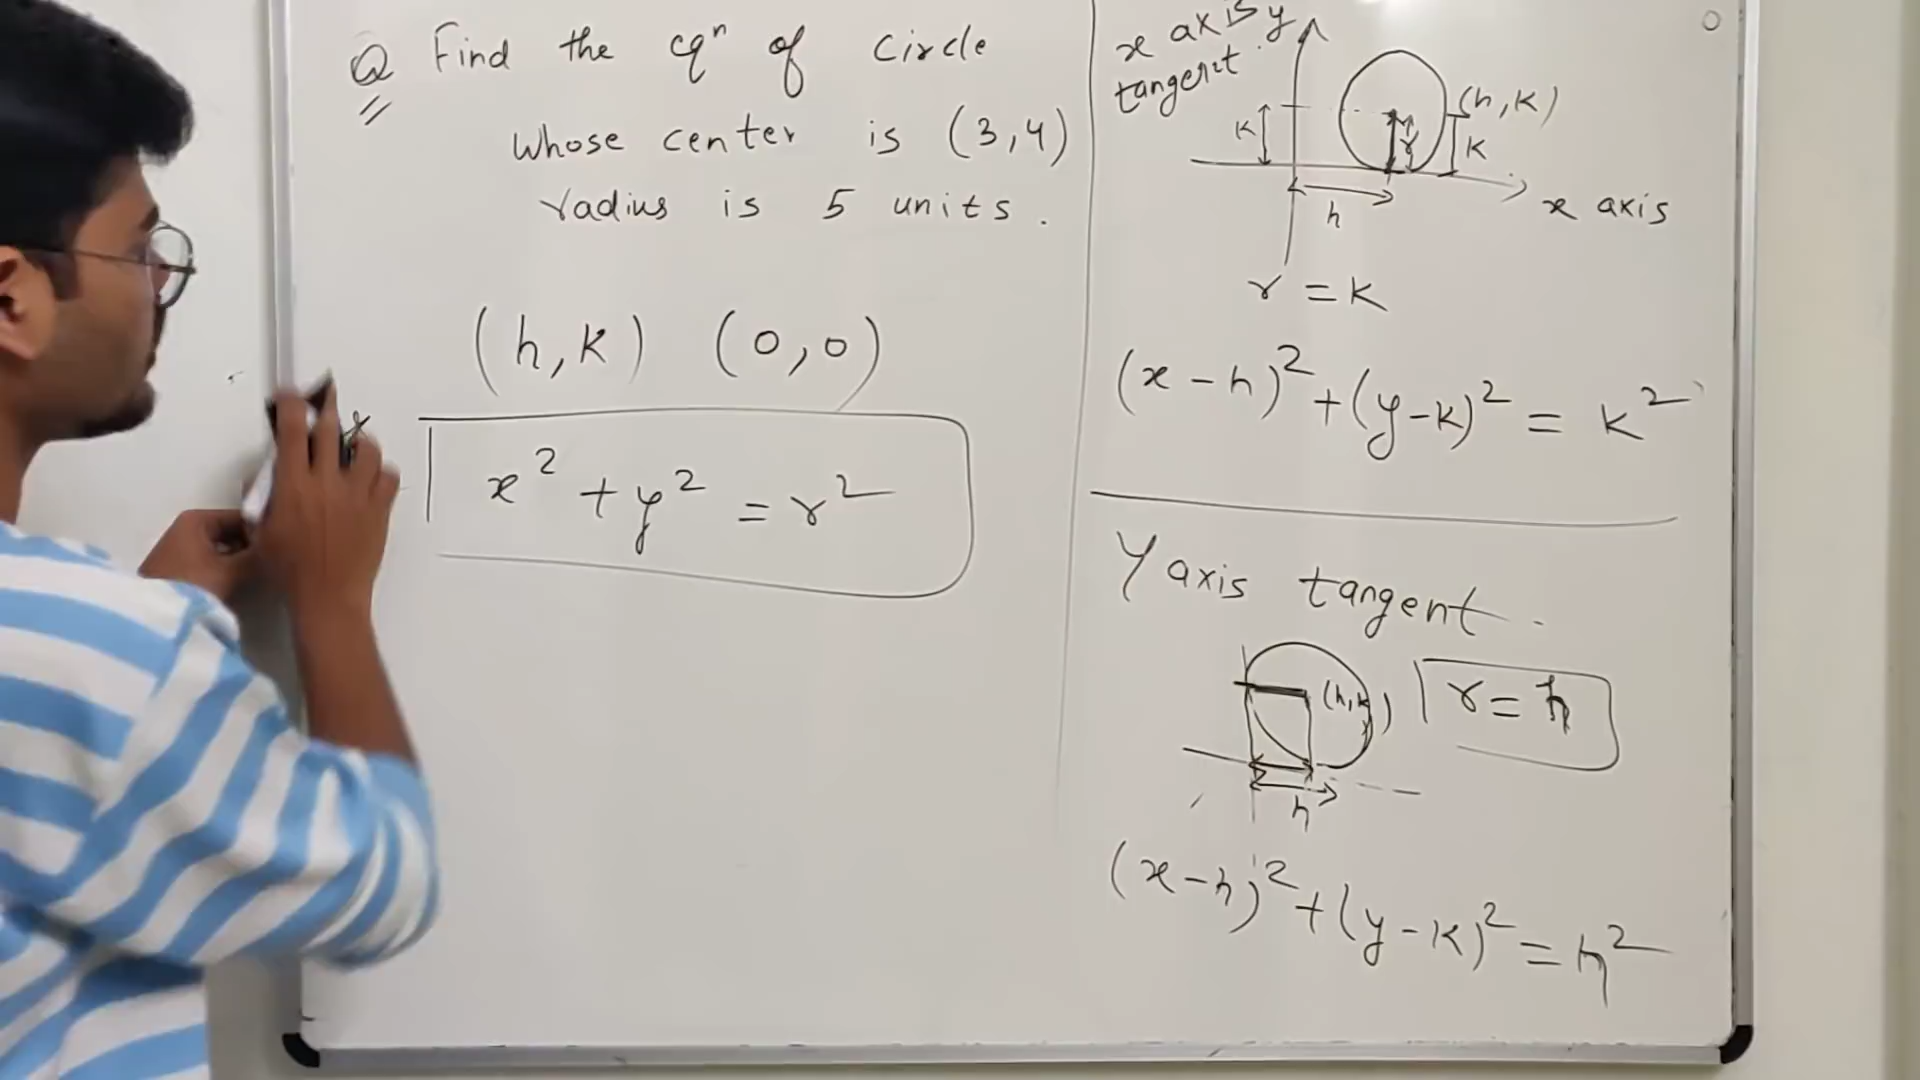 Q Find the eqⁿ of circle
whose center is (3,4)
radius is 5 units.
(h,k) (0,0)
x² + y² = r²
x axis y
tangent.
(h,k)
k r k
h x axis
r = k
(x-h)² + (y-k)² = k²
Y axis tangent.
(h,k) r = h
h
(x-h)² + (y-k)² = h²